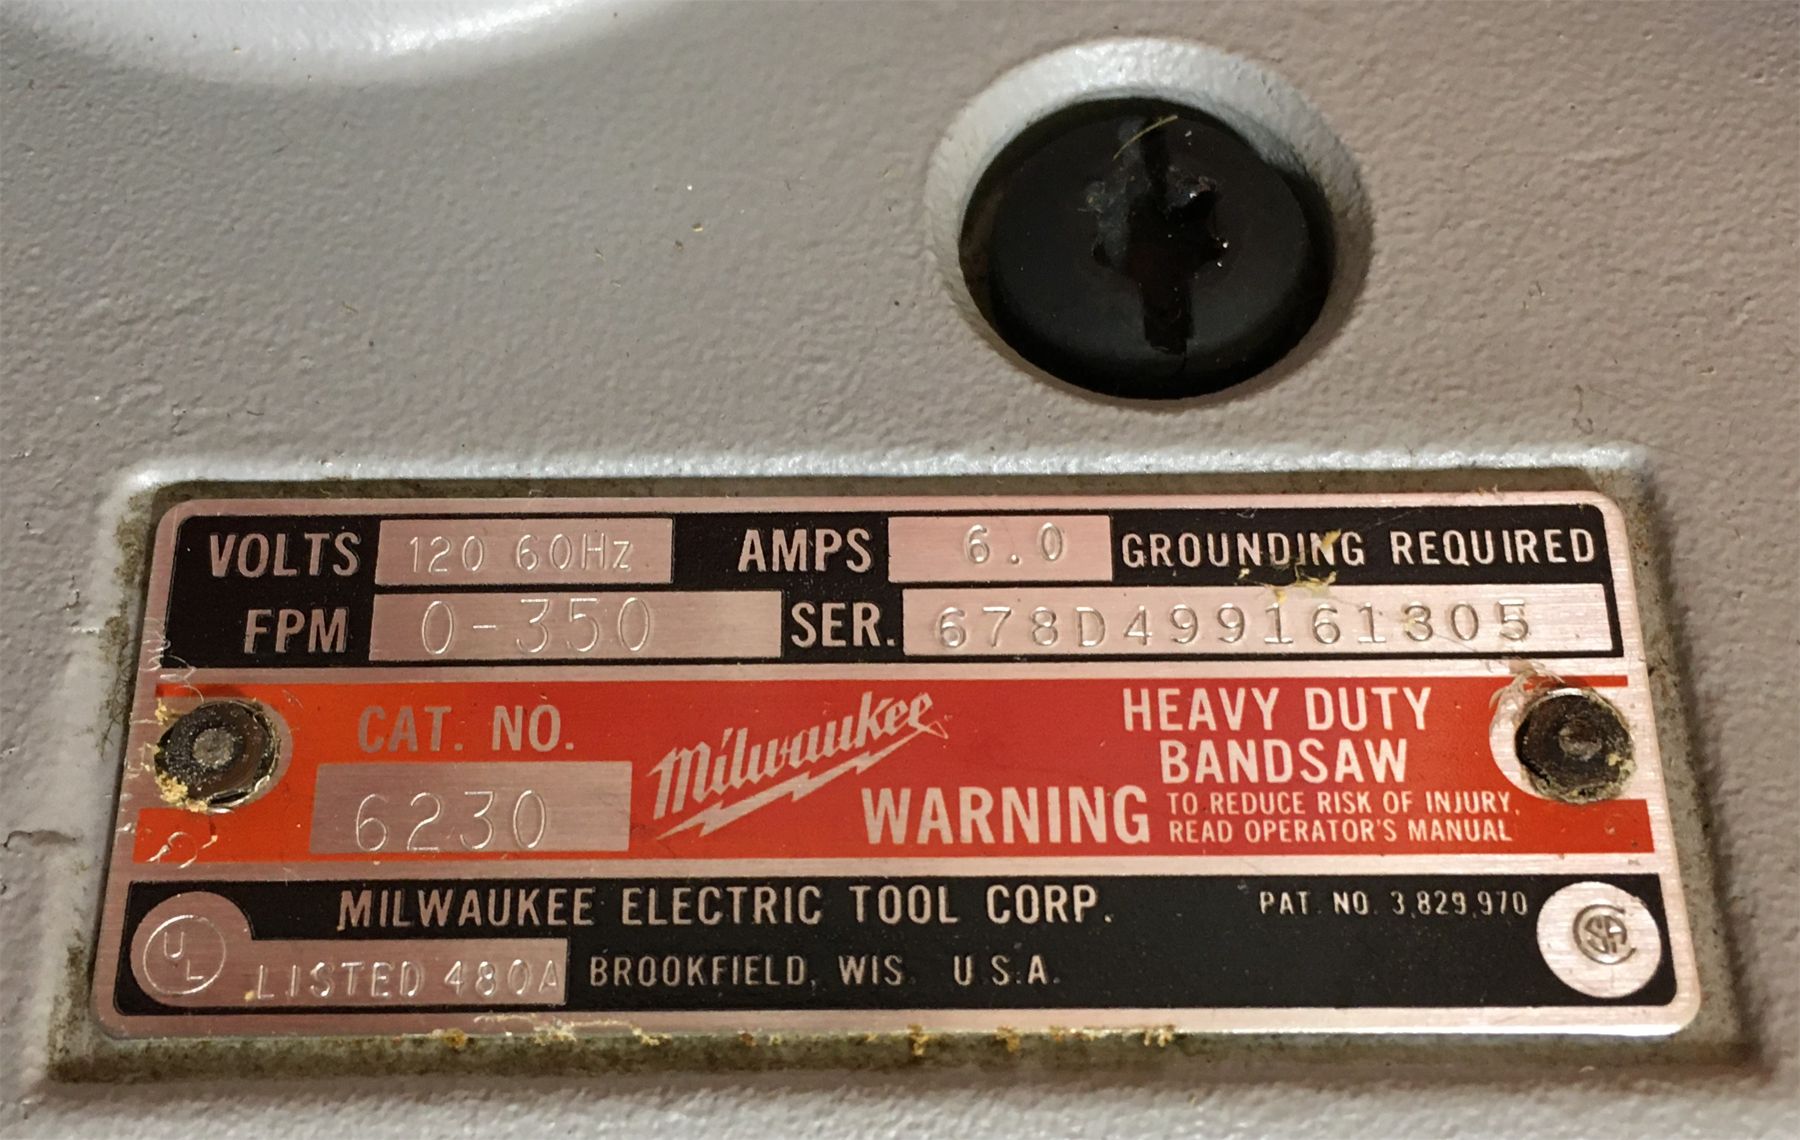 VOLTS 120 60Hz AMPS 6.0 GROUNDING REQUIRED
FPM 0-350 SER. 678D499161305
CAT. NO.
6230
Milwaukee
HEAVY DUTY
BANDSAW
WARNING TO REDUCE RISK OF INJURY,
READ OPERATOR'S MANUAL
MILWAUKEE ELECTRIC TOOL CORP.
PAT. NO. 3,829,970
UL
LISTED 480A
BROOKFIELD, WIS. U.S.A.
CSA